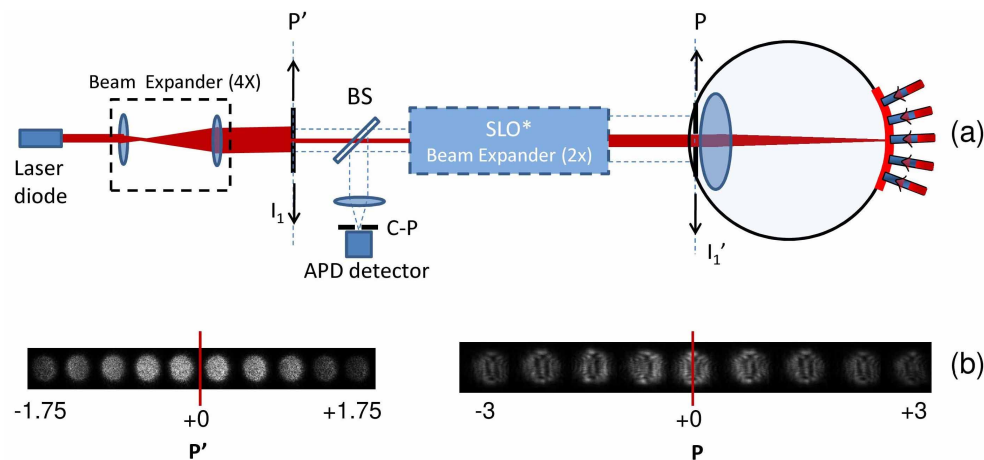 P’
P
Beam Expander (4X)
BS
SLO*
Beam Expander (2x)
(a)
Laser
diode
I₁
C-P
APD detector
I₁’
(b)
-1.75
+0
+1.75
-3
+0
+3
P’
P